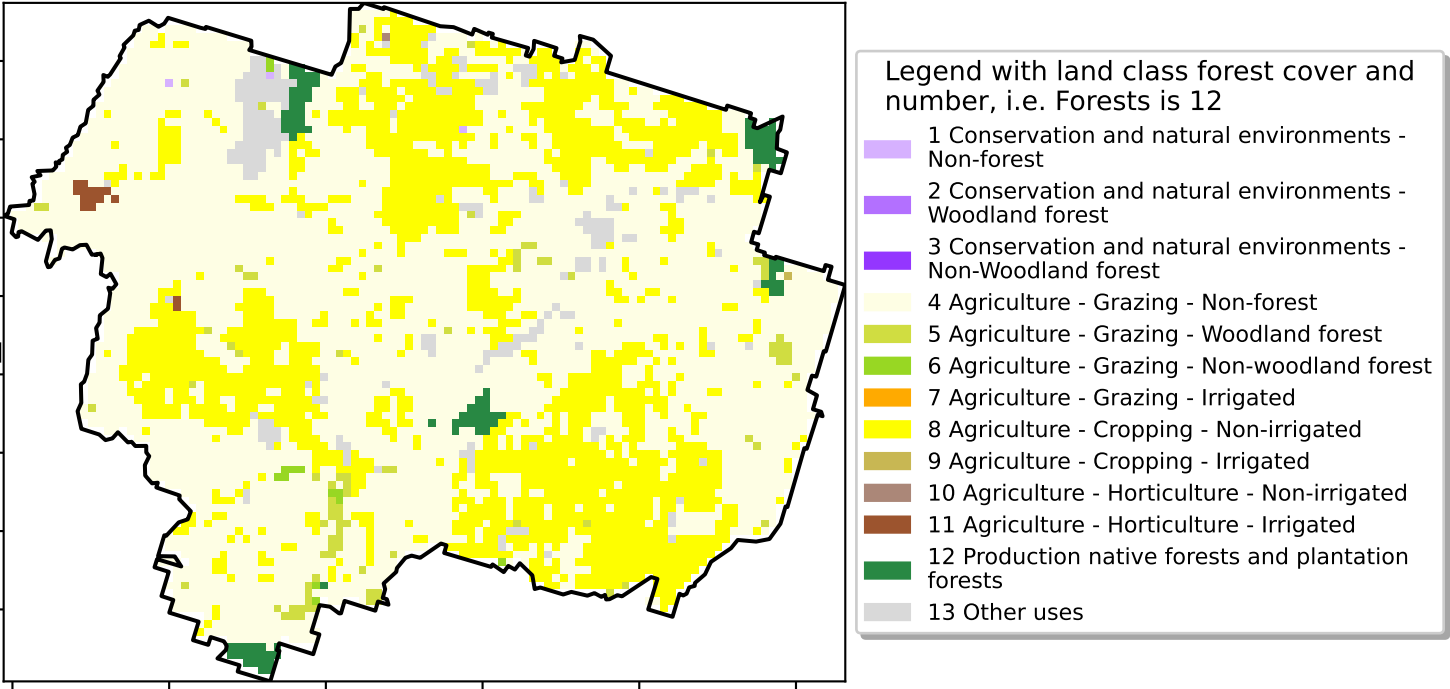 Legend with land class forest cover and
number, i.e. Forests is 12
1 Conservation and natural environments -
Non-forest
2 Conservation and natural environments -
Woodland forest
3 Conservation and natural environments -
Non-Woodland forest
4 Agriculture - Grazing - Non-forest
5 Agriculture - Grazing - Woodland forest
6 Agriculture - Grazing - Non-woodland forest
7 Agriculture - Grazing - Irrigated
8 Agriculture - Cropping - Non-irrigated
9 Agriculture - Cropping - Irrigated
10 Agriculture - Horticulture - Non-irrigated
11 Agriculture - Horticulture - Irrigated
12 Production native forests and plantation
forests
13 Other uses